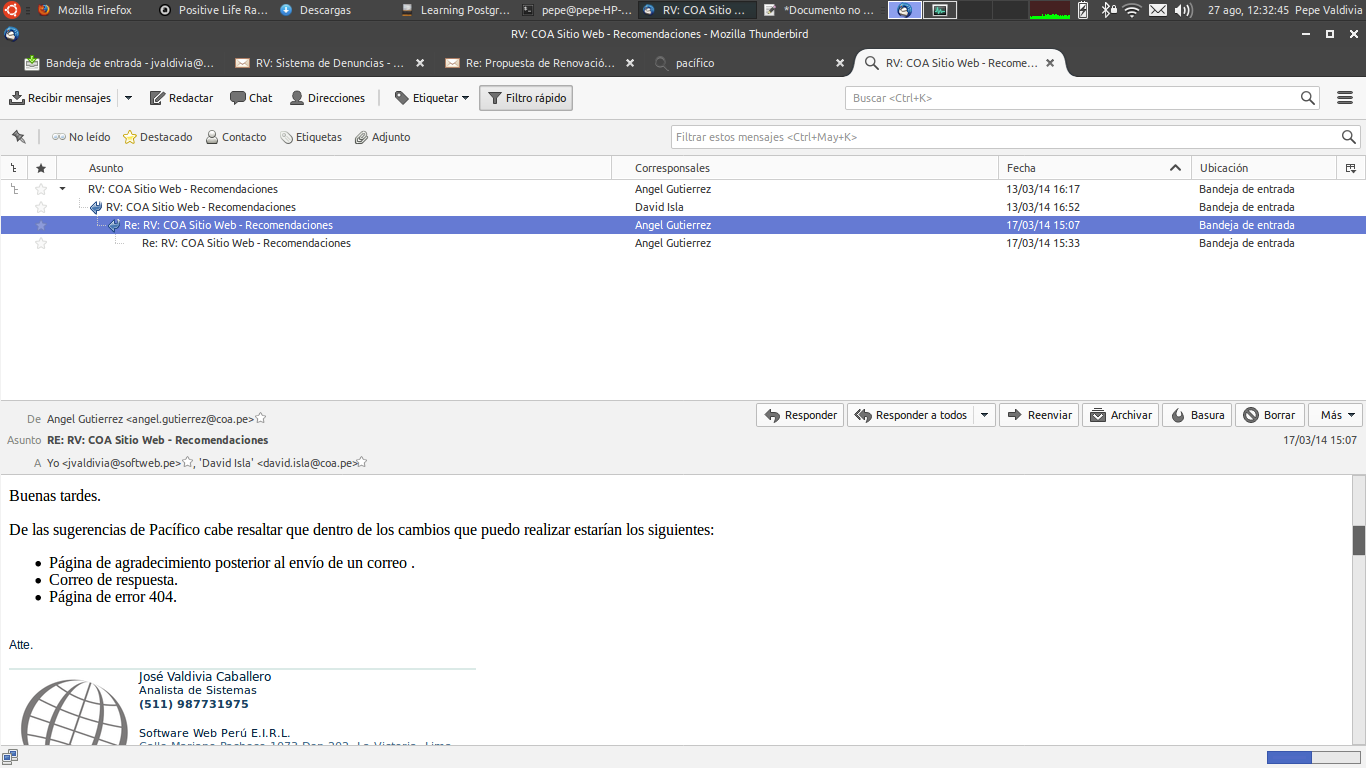 Mozilla Firefox Positive Life Ra... Descargas Learning Postgr... pepe@pepe-HP-... RV: COA Sitio ... *Documento no ... 27 ago, 12:32:45 Pepe Valdivia
RV: COA Sitio Web - Recomendaciones - Mozilla Thunderbird
Bandeja de entrada - jvaldivia@... RV: Sistema de Denuncias - ... Re: Propuesta de Renovació... pacífico RV: COA Sitio Web - Recome...
Recibir mensajes Redactar Chat Direcciones Etiquetar Filtro rápido Buscar <Ctrl+K>
No leído Destacado Contacto Etiquetas Adjunto Filtrar estos mensajes <Ctrl+May+K>
Asunto Corresponsales Fecha Ubicación
RV: COA Sitio Web - Recomendaciones Angel Gutierrez 13/03/14 16:17 Bandeja de entrada
RV: COA Sitio Web - Recomendaciones David Isla 13/03/14 16:52 Bandeja de entrada
Re: RV: COA Sitio Web - Recomendaciones Angel Gutierrez 17/03/14 15:07 Bandeja de entrada
Re: RV: COA Sitio Web - Recomendaciones Angel Gutierrez 17/03/14 15:33 Bandeja de entrada
De Angel Gutierrez <angel.gutierrez@coa.pe> Responder Responder a todos Reenviar Archivar Basura Borrar Más
Asunto RE: RV: COA Sitio Web - Recomendaciones 17/03/14 15:07
A Yo <jvaldivia@softweb.pe>, 'David Isla' <david.isla@coa.pe>
Buenas tardes.
De las sugerencias de Pacífico cabe resaltar que dentro de los cambios que puedo realizar estarían los siguientes:
Página de agradecimiento posterior al envío de un correo .
Correo de respuesta.
Página de error 404.
Atte.
José Valdivia Caballero
Analista de Sistemas
(511) 987731975
Software Web Perú E.I.R.L.